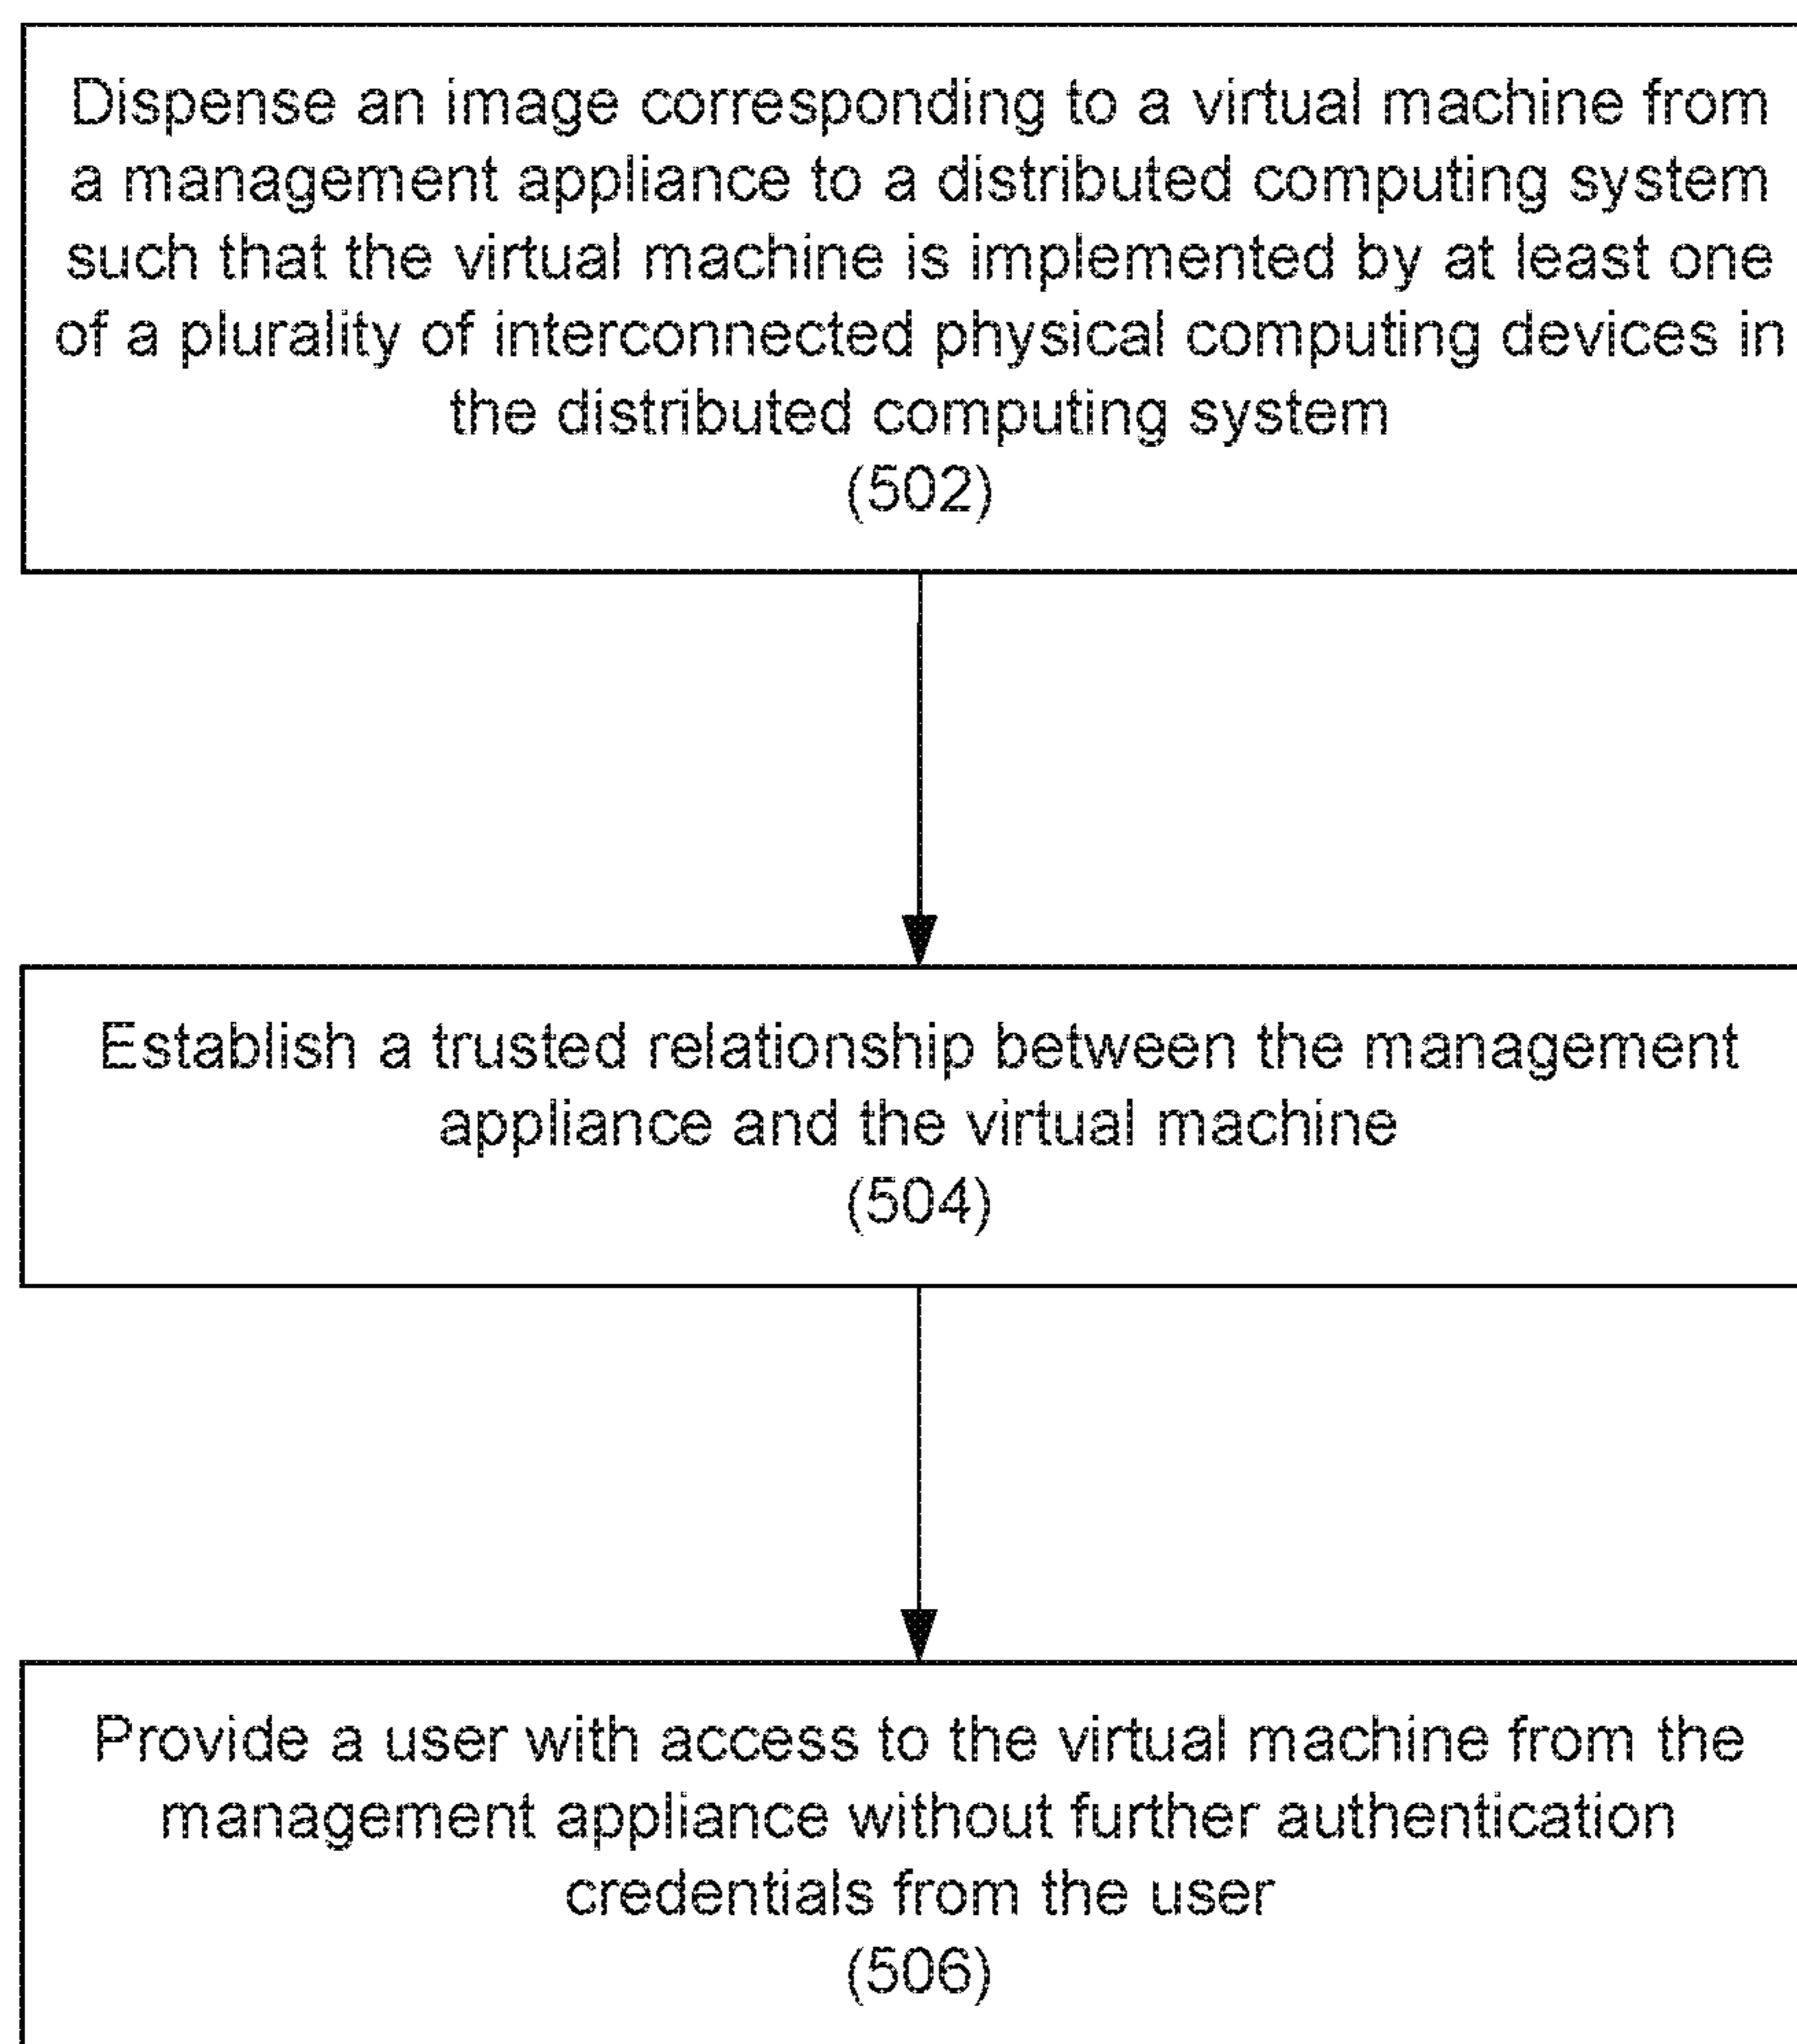 Dispense an image corresponding to a virtual machine from
a management appliance to a distributed computing system
such that the virtual machine is implemented by at least one
of a plurality of interconnected physical computing devices in
the distributed computing system
(502)
Establish a trusted relationship between the management
appliance and the virtual machine
(504)
Provide a user with access to the virtual machine from the
management appliance without further authentication
credentials from the user
(506)